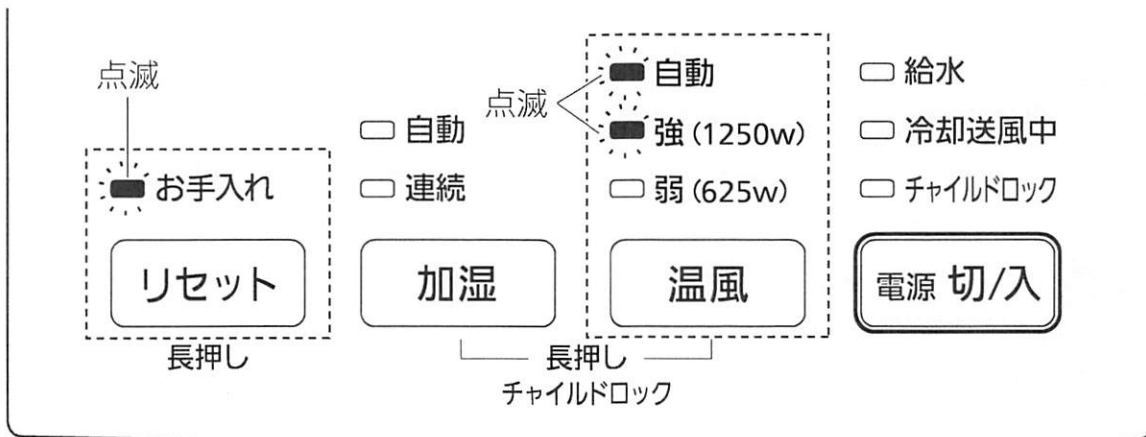 点滅
お手入れ
リセット
長押し
自動
連続
加湿
点滅
自動
強(1250w)
弱(625w)
温風
長押し
チャイルドロック
給水
冷却送風中
チャイルドロック
電源 切/入